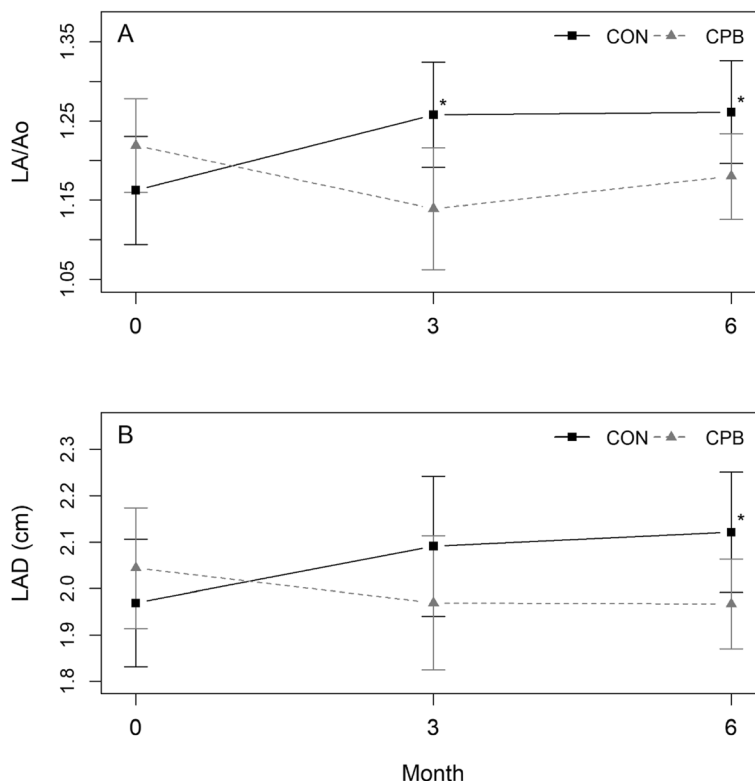 A
CON CPB
LA/Ao
1.35
1.25
1.15
1.05
*
*
0 3 6
B
CON CPB
LAD (cm)
2.3
2.2
2.1
2.0
1.9
1.8
*
0 3 6
Month